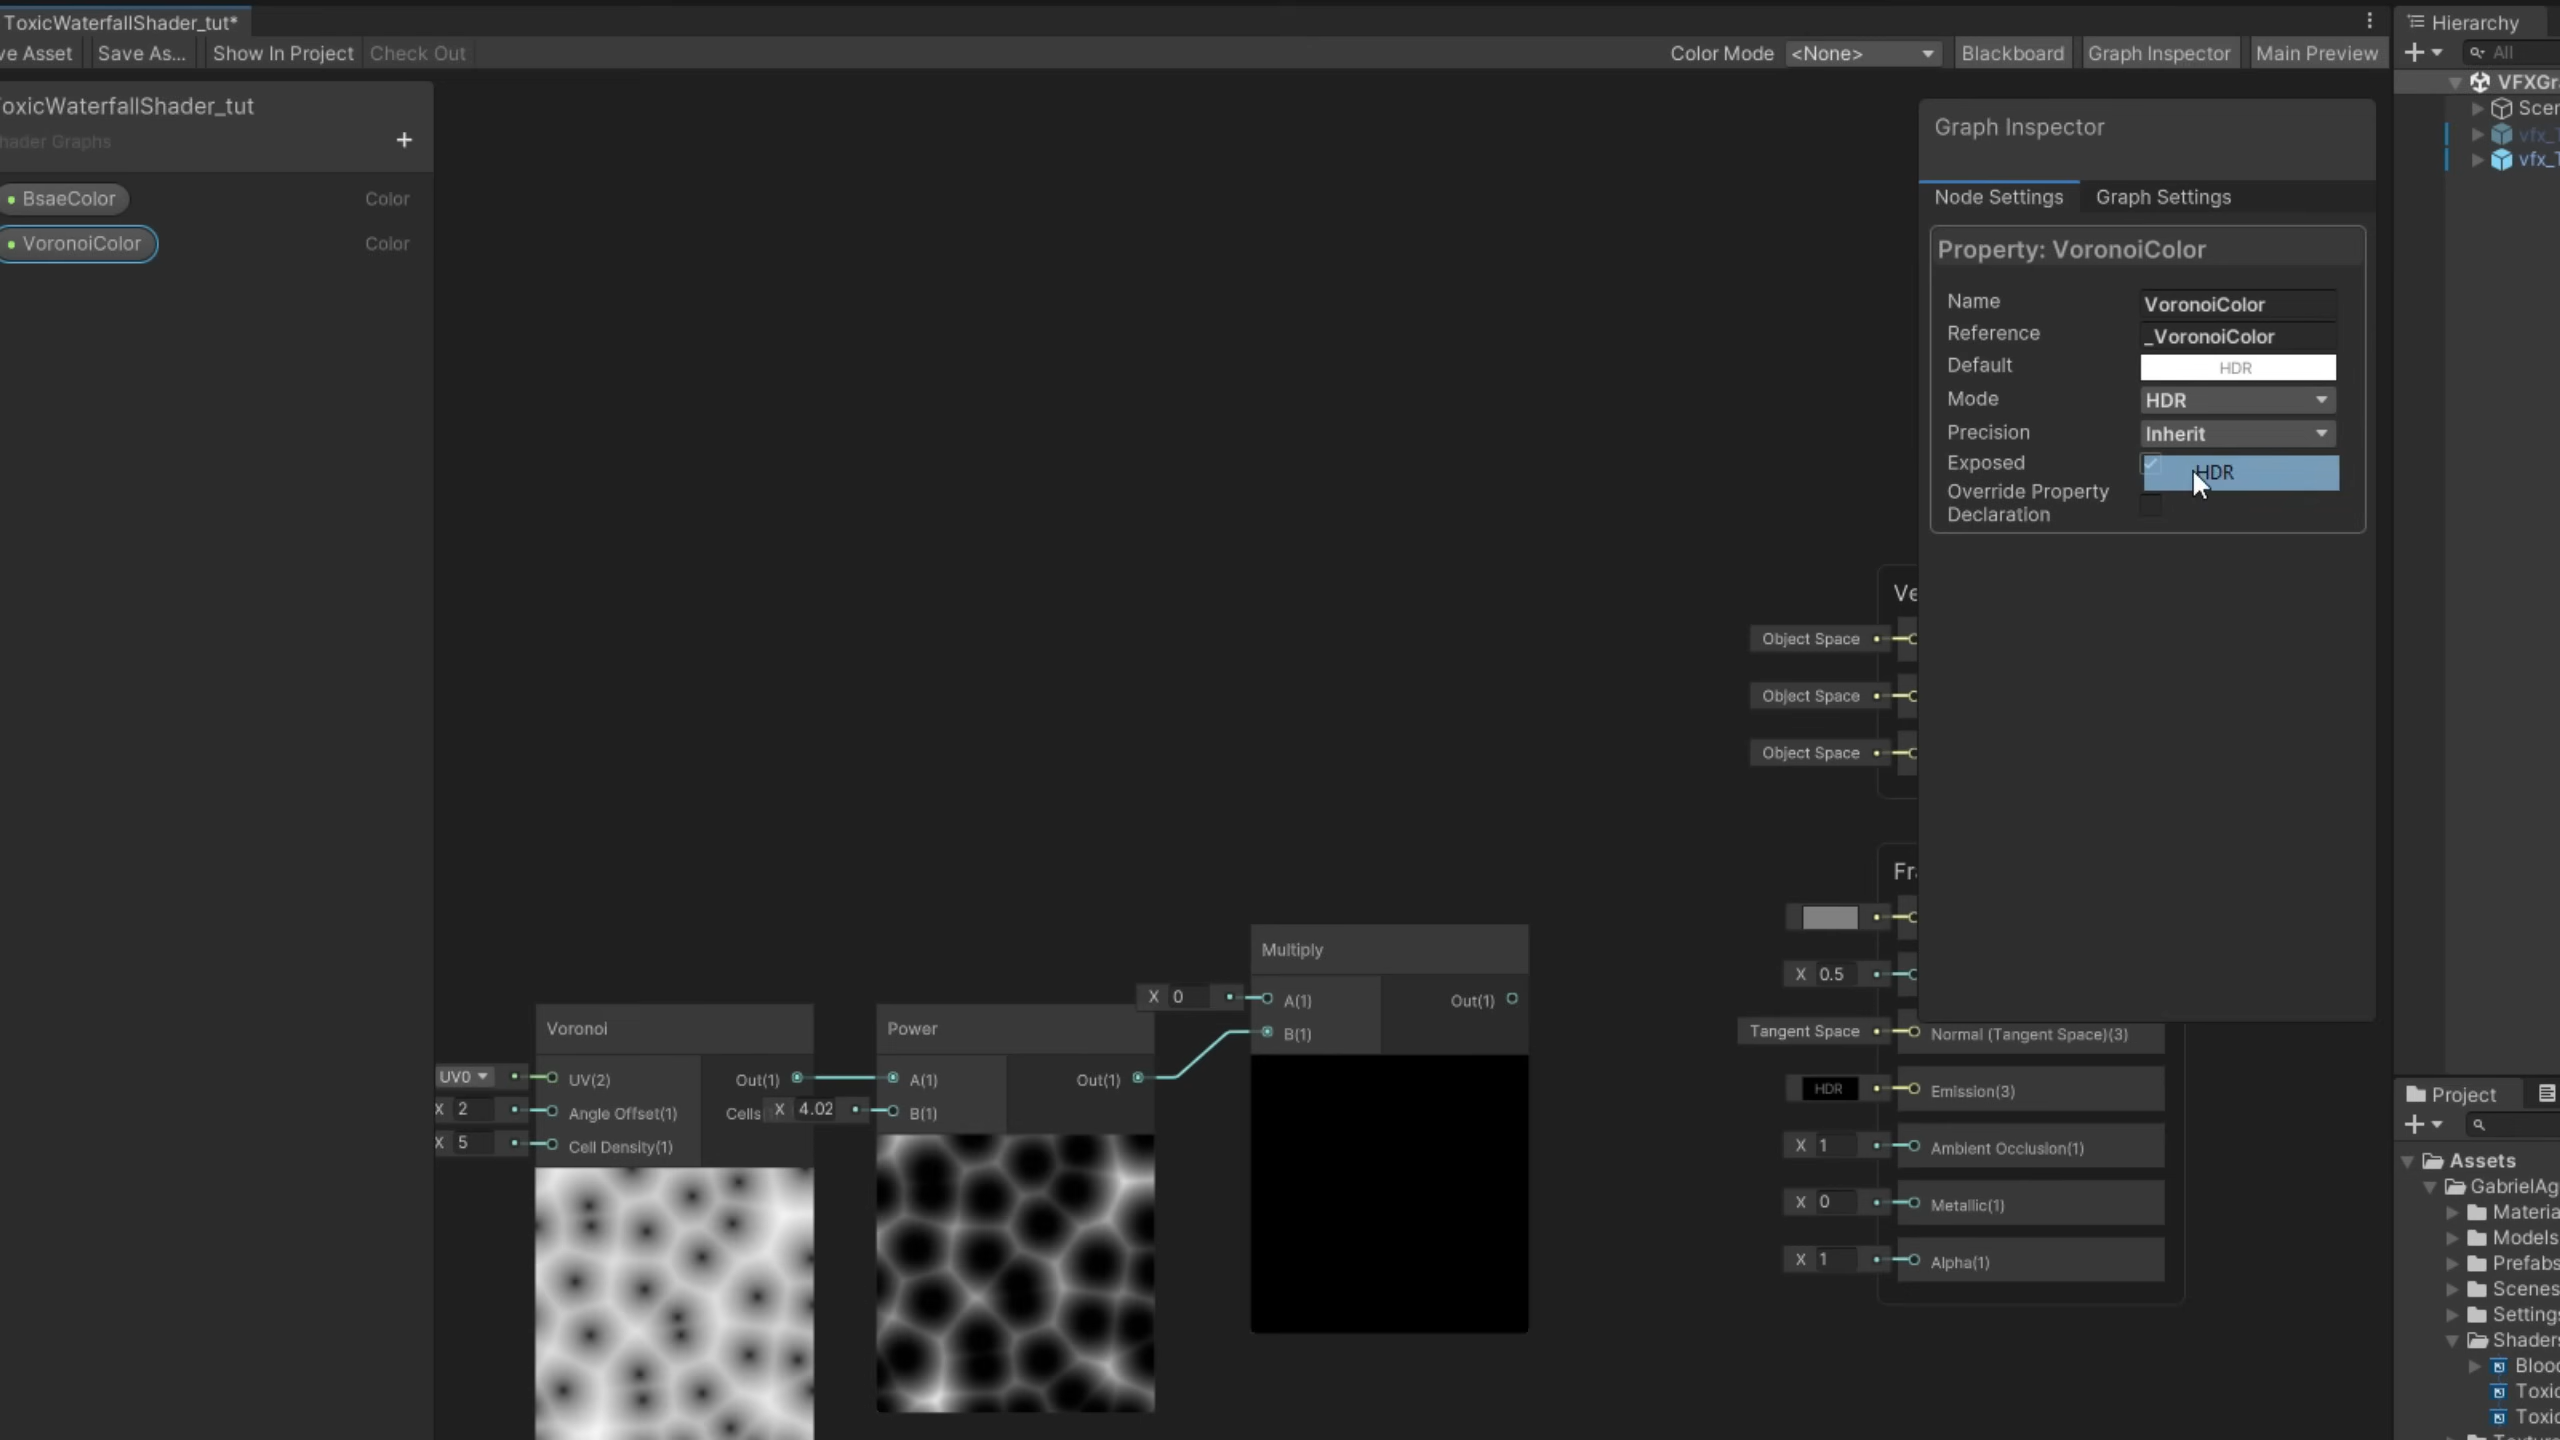 ToxicWaterfallShader_tut*
ve Asset
Save As...
Show In Project
Check Out
Color Mode
<None>
Blackboard
Graph Inspector
Main Preview
Hierarchy
All
oxicWaterfallShader_tut
hader Graphs
BsaeColor
Color
VoronoiColor
Color
Graph Inspector
Node Settings
Graph Settings
Property: VoronoiColor
Name
VoronoiColor
Reference
_VoronoiColor
Default
HDR
Mode
HDR
Precision
Inherit
Exposed
HDR
Override Property
Declaration
VFXGr
Scer
vfx_T
vfx_T
Ve
Object Space
Object Space
Object Space
Fr
X 0.5
Tangent Space
Normal (Tangent Space)(3)
HDR
Emission(3)
X 1
Ambient Occlusion(1)
X 0
Metallic(1)
X 1
Alpha(1)
Multiply
X 0
A(1)
Out(1)
B(1)
Voronoi
UV0
UV(2)
Out(1)
X 2
Angle Offset(1)
Cells
X 5
Cell Density(1)
Power
A(1)
Out(1)
X 4.02
B(1)
Project
Assets
GabrielAg
Materia
Models
Prefabs
Scenes
Setting
Shader
Blood
Toxic
Toxic